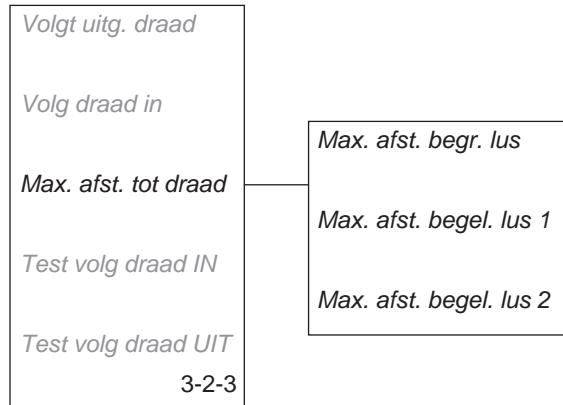 Volgt uitg. draad
Volg draad in
Max. afst. tot draad
Test volg draad IN
Test volg draad UIT
3-2-3
Max. afst. begr. lus
Max. afst. begel. lus 1
Max. afst. begel. lus 2